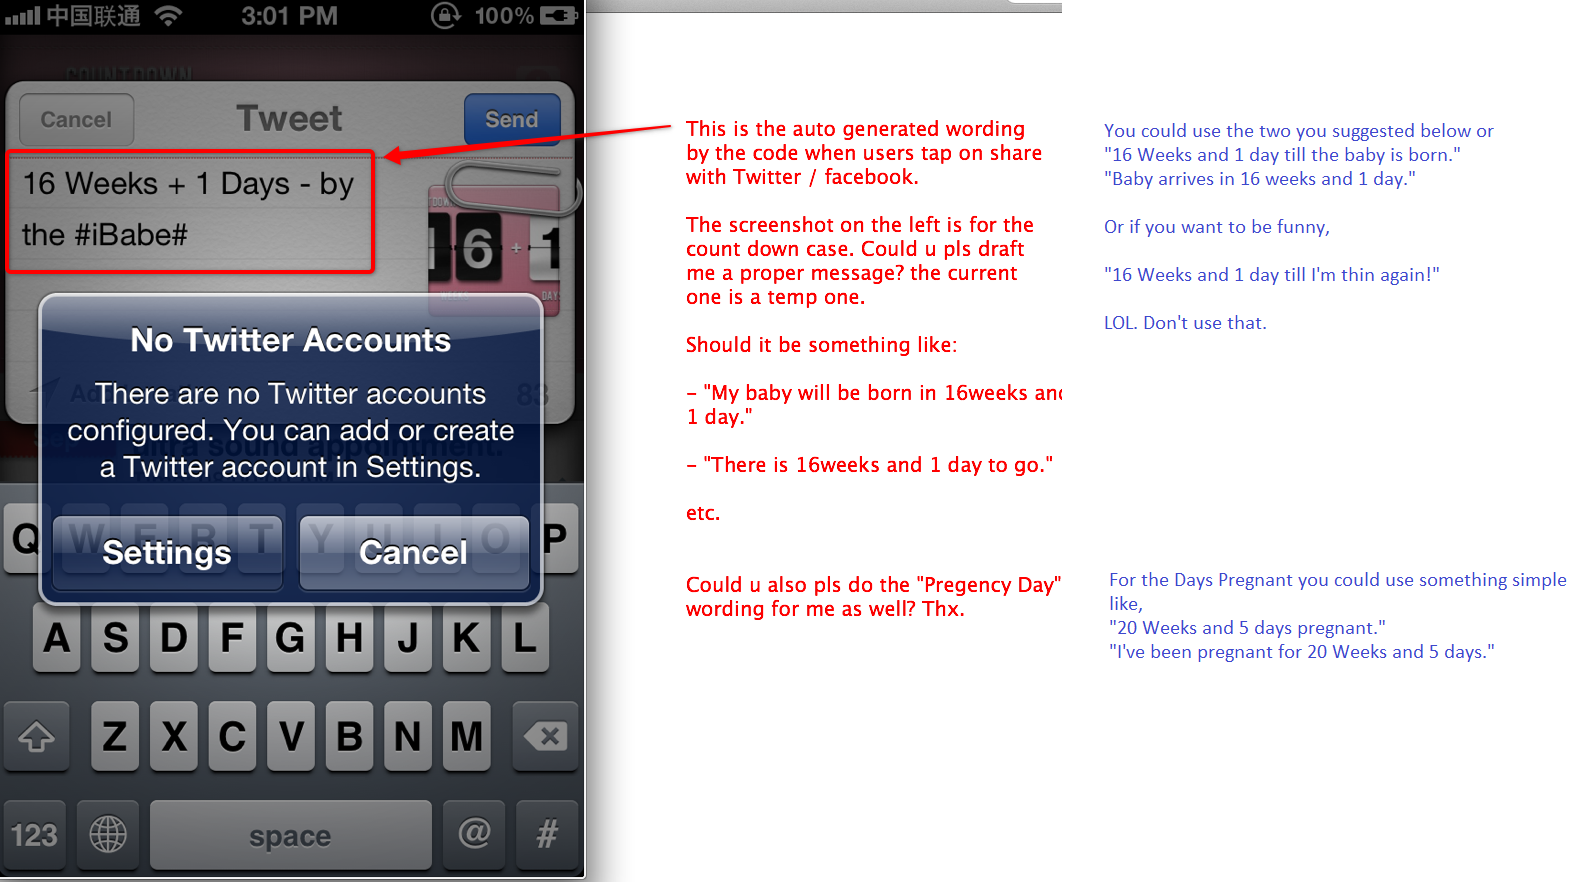 中国联通 3:01 PM 100%
COUNTDOWN
Cancel Tweet Send
16 Weeks + 1 Days - by
the #iBabe#
16 + 1
WEEKS DAYS
83
No Twitter Accounts
There are no Twitter accounts
configured. You can add or create
a Twitter account in Settings.
ultra sound appointment.
Settings Cancel
Q W E R T Y U I O P
A S D F G H J K L
Z X C V B N M
123 space @ #
This is the auto generated wording
by the code when users tap on share
with Twitter / facebook.
The screenshot on the left is for the
count down case. Could u pls draft
me a proper message? the current
one is a temp one.
Should it be something like:
- "My baby will be born in 16weeks and
1 day."
- "There is 16weeks and 1 day to go."
etc.
Could u also pls do the "Pregency Day"
wording for me as well? Thx.
You could use the two you suggested below or
"16 Weeks and 1 day till the baby is born."
"Baby arrives in 16 weeks and 1 day."
Or if you want to be funny,
"16 Weeks and 1 day till I'm thin again!"
LOL. Don't use that.
For the Days Pregnant you could use something simple
like,
"20 Weeks and 5 days pregnant."
"I've been pregnant for 20 Weeks and 5 days."